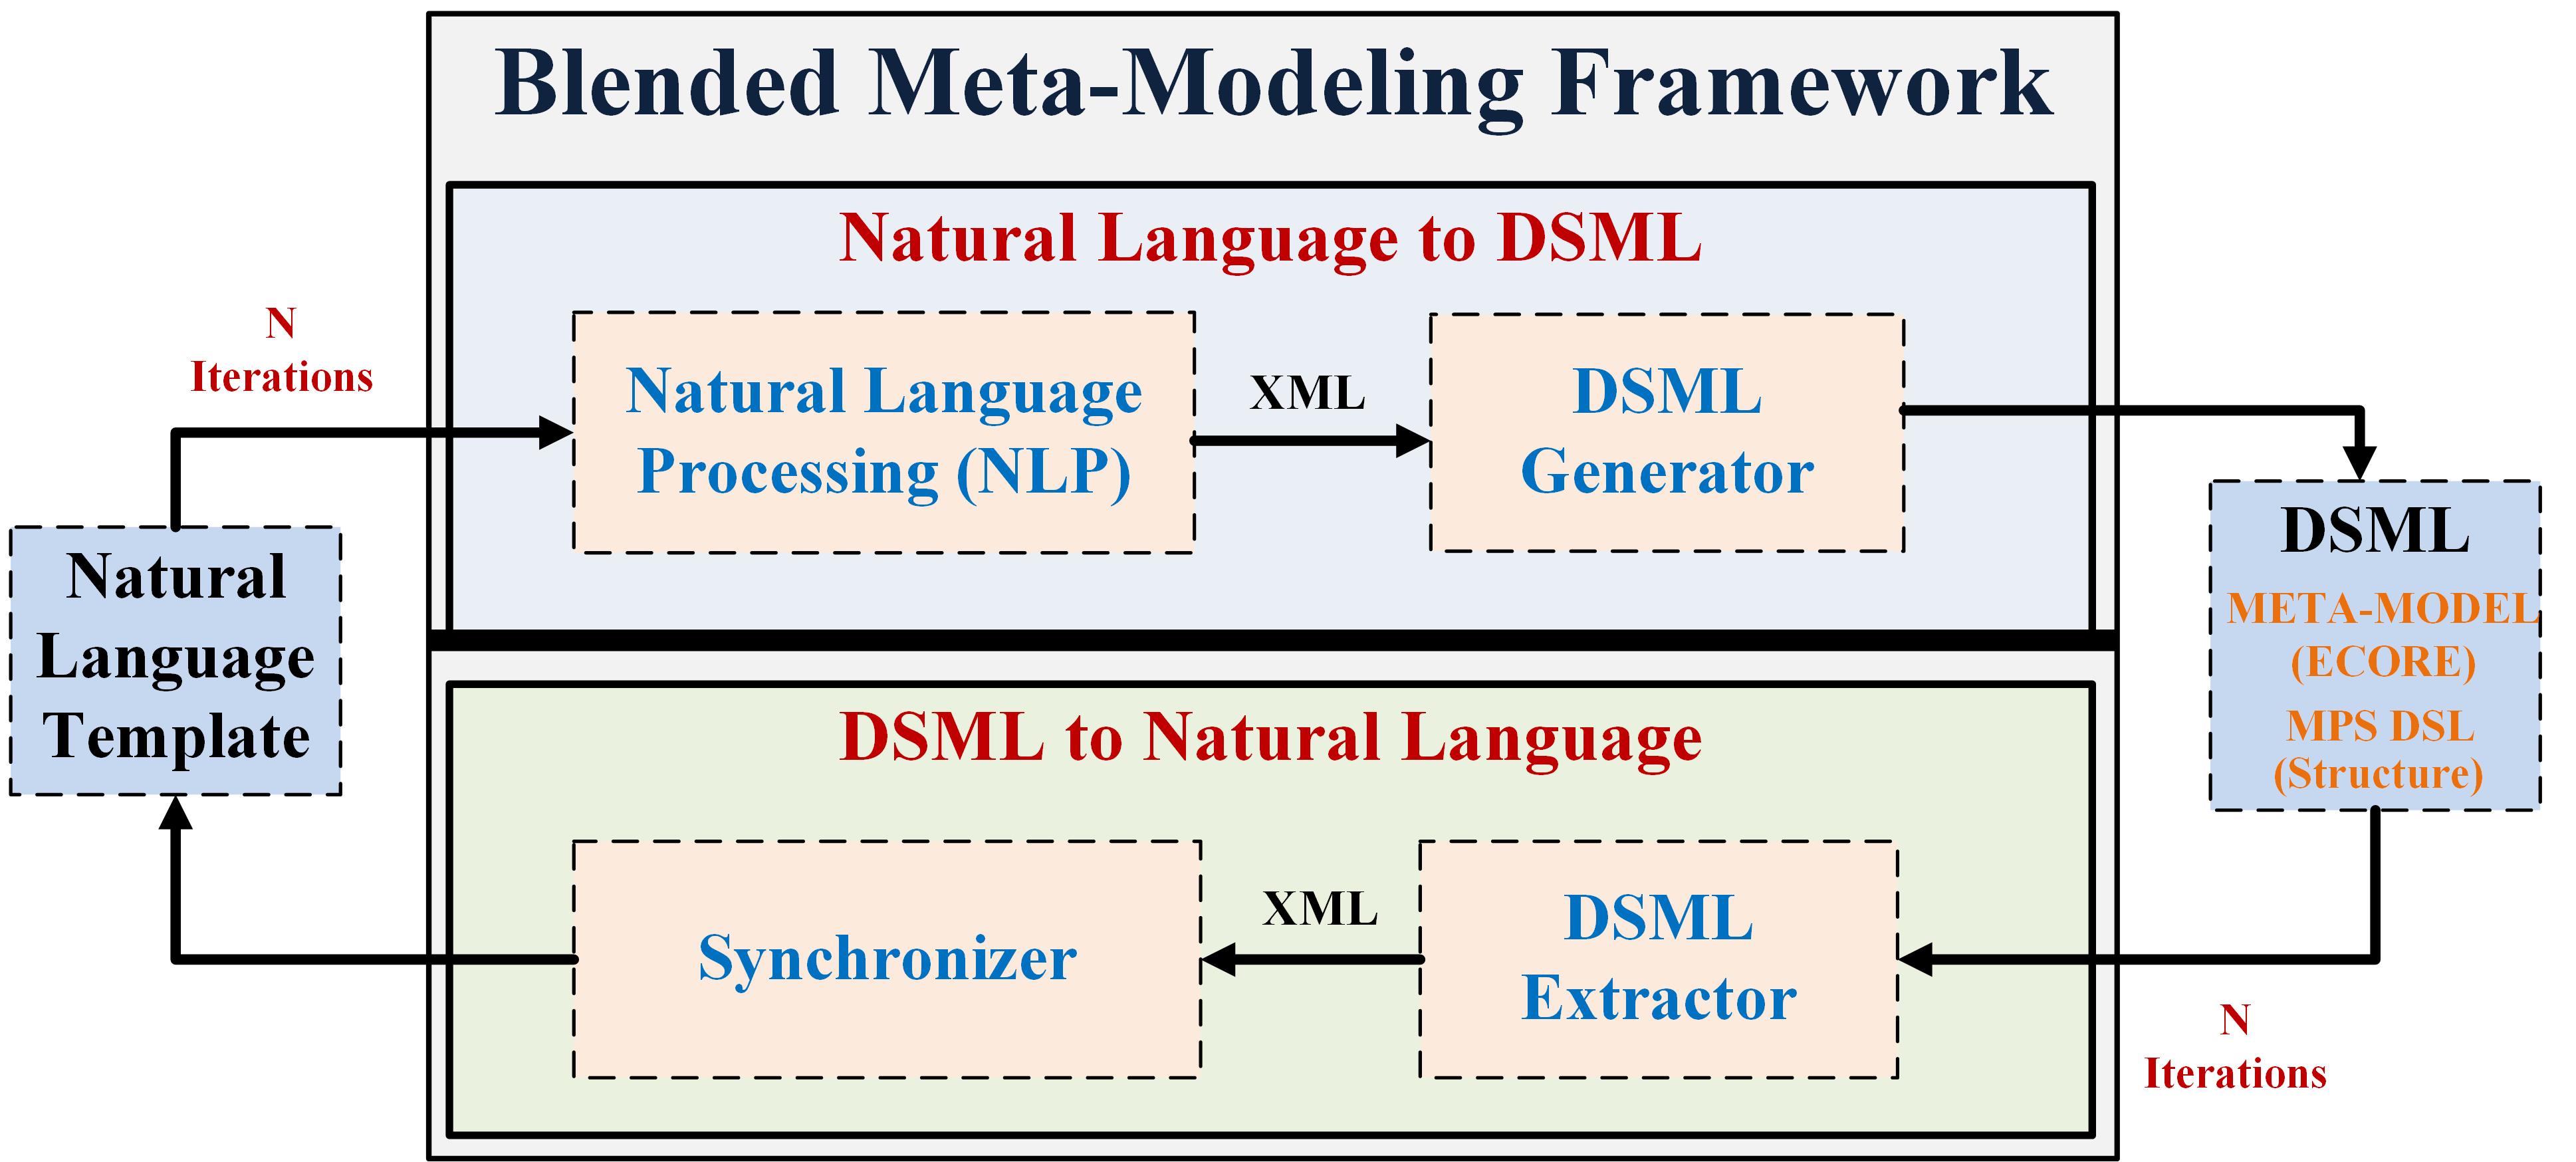 Blended Meta-Modeling Framework
Natural Language to DSML
N
Iterations
Natural Language
Processing (NLP)
XML
DSML
Generator
Natural
Language
Template
DSML
META-MODEL
(ECORE)
MPS DSL
(Structure)
DSML to Natural Language
Synchronizer
XML
DSML
Extractor
N
Iterations